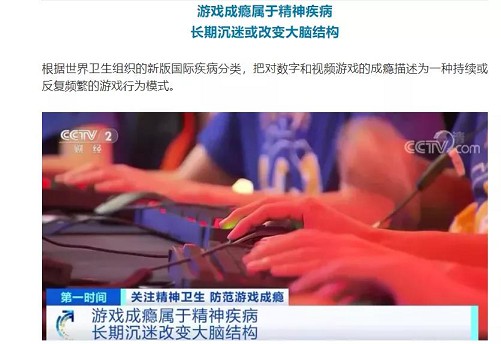 游戏成瘾属于精神疾病
长期沉迷或改变大脑结构
根据世界卫生组织的新版国际疾病分类，把对数字和视频游戏的成瘾描述为一种持续或
反复频繁的游戏行为模式。
CCTV 2
财经
CCTV.com
第一时间
关注精神卫生 防范游戏成瘾
游戏成瘾属于精神疾病
长期沉迷改变大脑结构